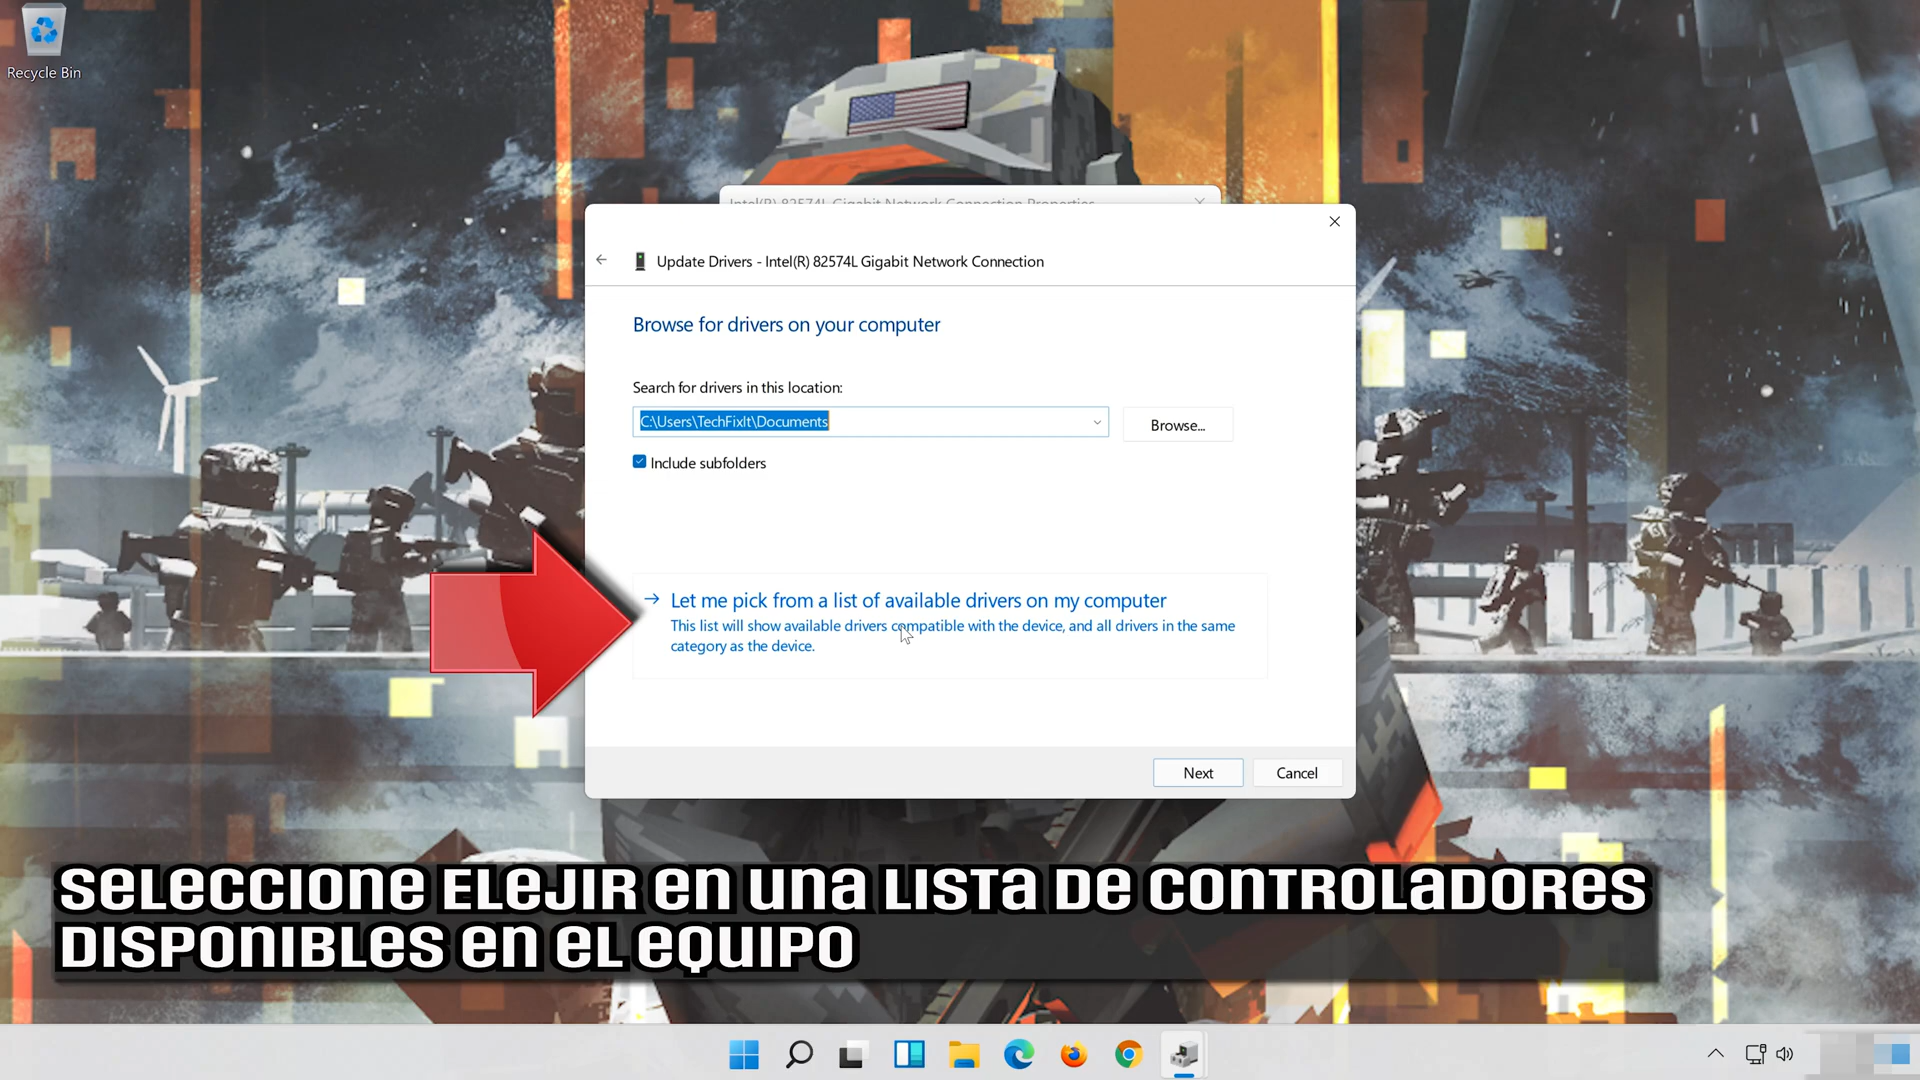 Recycle Bin
Intel(R) 82574L Gigabit Network Connection Properties
Update Drivers - Intel(R) 82574L Gigabit Network Connection
Browse for drivers on your computer
Search for drivers in this location:
C:\Users\TechFixIt\Documents
Browse...
Include subfolders
Let me pick from a list of available drivers on my computer
This list will show available drivers compatible with the device, and all drivers in the same
category as the device.
Next
Cancel
Seleccione Elejir en una lista de controladores
disponibles en el equipo